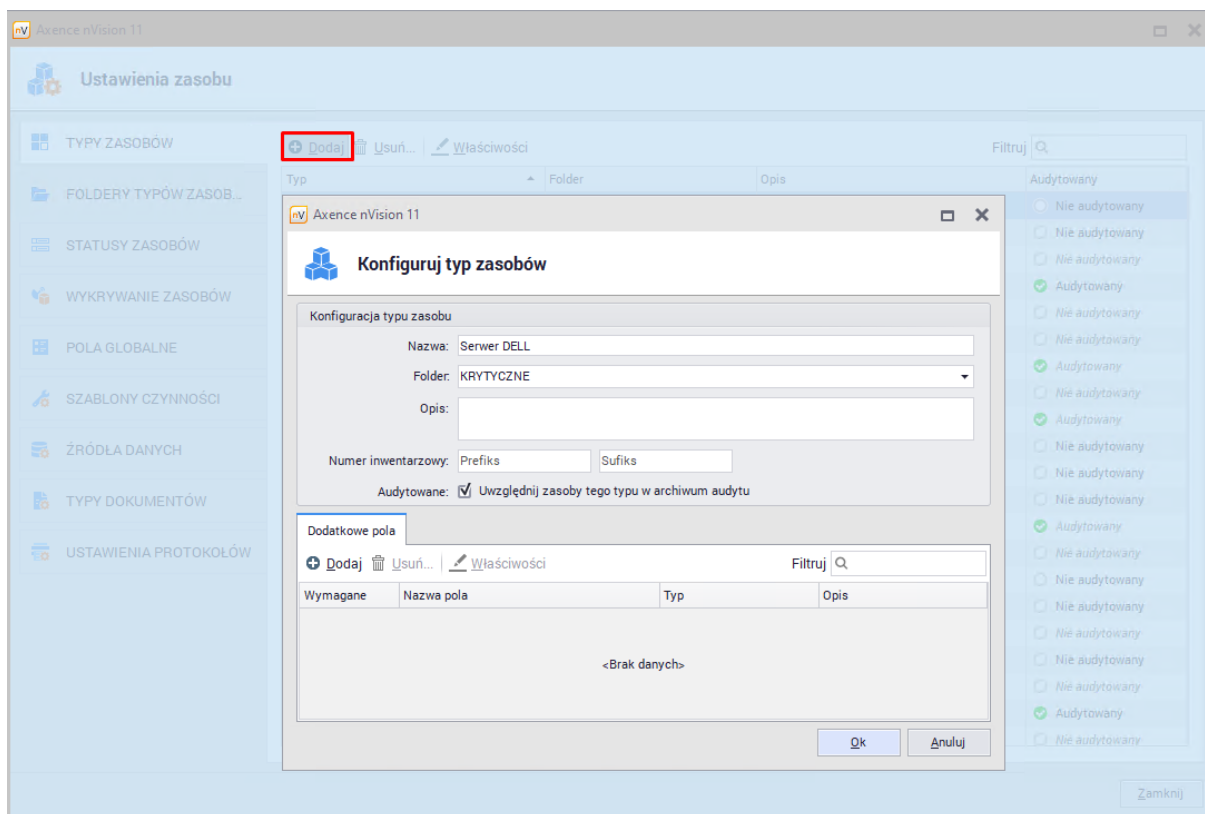 Axence nVision 11
Ustawienia zasobu
TYPY ZASOBÓW
FOLDERY TYPÓW ZASOB...
STATUSY ZASOBÓW
WYKRYWANIE ZASOBÓW
POLA GLOBALNE
SZABLONY CZYNNOŚCI
ŹRÓDŁA DANYCH
TYPY DOKUMENTÓW
USTAWIENIA PROTOKOŁÓW
Dodaj Usuń... Właściwości Filtruj
Typ Folder Opis Audytowany
Nie audytowany
Nie audytowany
Nie audytowany
Audytowany
Nie audytowany
Nie audytowany
Audytowany
Nie audytowany
Audytowany
Nie audytowany
Nie audytowany
Nie audytowany
Audytowany
Nie audytowany
Nie audytowany
Nie audytowany
Nie audytowany
Nie audytowany
Nie audytowany
Audytowany
Nie audytowany
Axence nVision 11
Konfiguruj typ zasobów
Konfiguracja typu zasobu
Nazwa: Serwer DELL
Folder: KRYTYCZNE
Opis:
Numer inwentarzowy: Prefiks Sufiks
Audytowane: Uwzględnij zasoby tego typu w archiwum audytu
Dodatkowe pola
Dodaj Usuń... Właściwości Filtruj
Wymagane Nazwa pola Typ Opis
<Brak danych>
Ok Anuluj
Zamknij